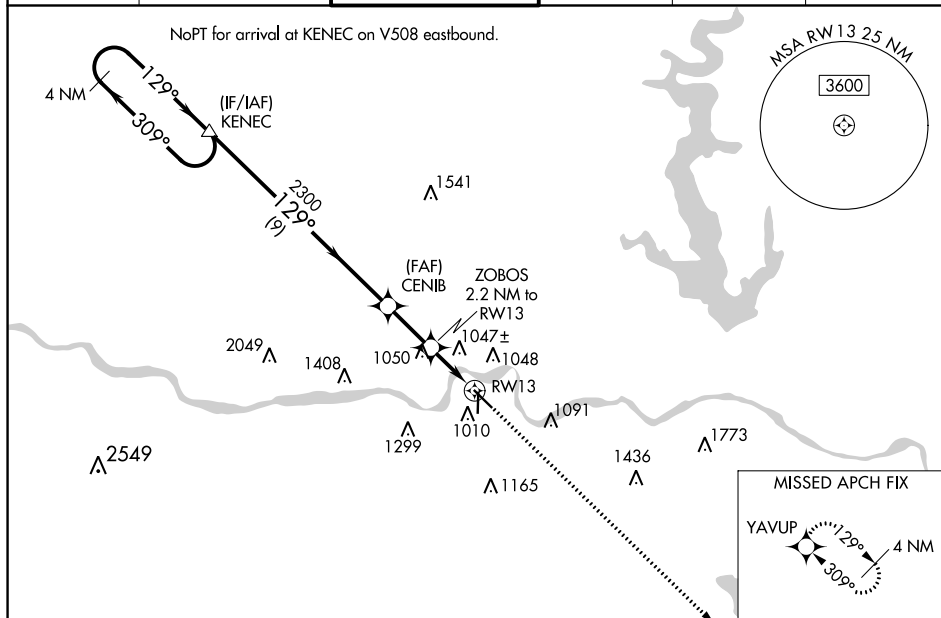 NoPT for arrival at KENEC on V508 eastbound.
MSA RW13 25 NM
3600
4 NM
129°
309°
(IF/IAF)
KENEC
2300
129°
(9)
1541
(FAF)
CENIB
ZOBOS
2.2 NM to
RW13
2049
1408
1050
1047±
1048
RW13
1010
1091
1299
1773
2549
1436
1165
MISSED APCH FIX
YAVUP
129°
309°
4 NM